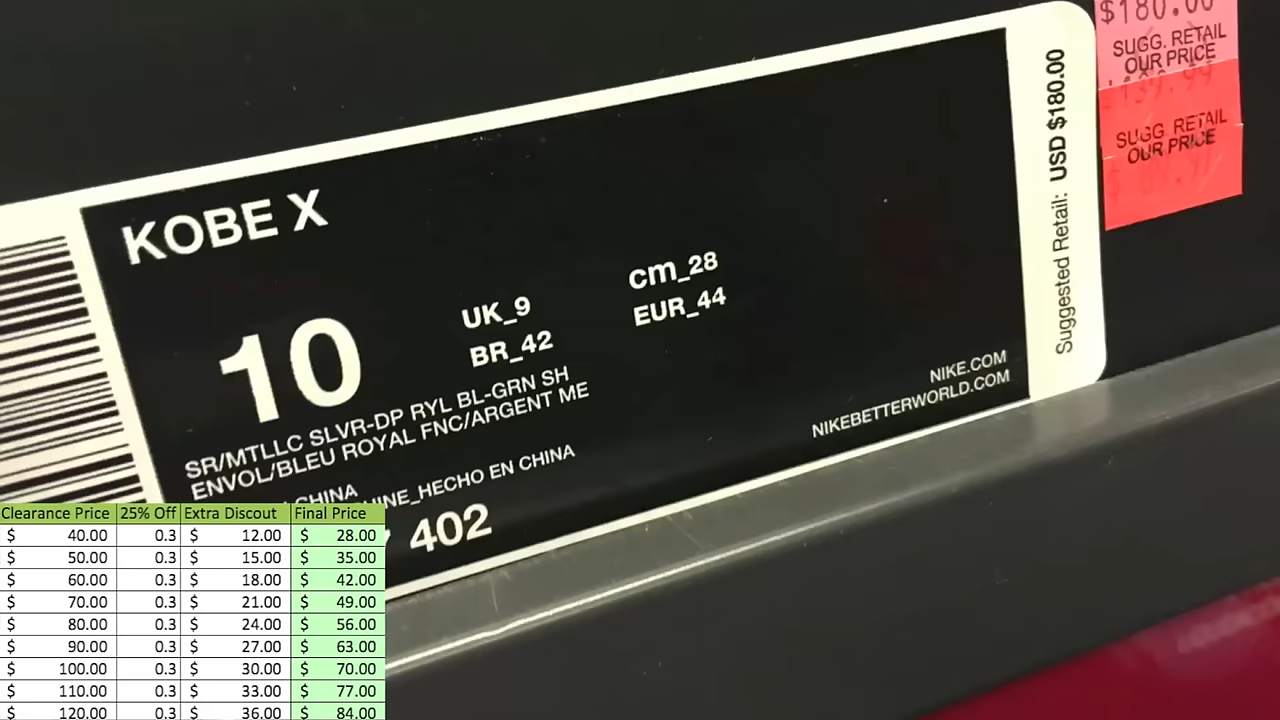 $180.00
SUGG. RETAIL
OUR PRICE
SUGG. RETAIL
OUR PRICE
Suggested Retail: USD $180.00
KOBE X
10
UK_9
BR_42
cm_28
EUR_44
SR/MTLLC SLVR-DP RYL BL-GRN SH
ENVOL/BLEU ROYAL FNC/ARGENT ME
NIKE.COM
NIKEBETTERWORLD.COM
CHINA
HECHO EN CHINA
402
Clearance Price 25% Off Extra Discout Final Price
$ 40.00 0.3 $ 12.00 $ 28.00
$ 50.00 0.3 $ 15.00 $ 35.00
$ 60.00 0.3 $ 18.00 $ 42.00
$ 70.00 0.3 $ 21.00 $ 49.00
$ 80.00 0.3 $ 24.00 $ 56.00
$ 90.00 0.3 $ 27.00 $ 63.00
$ 100.00 0.3 $ 30.00 $ 70.00
$ 110.00 0.3 $ 33.00 $ 77.00
$ 120.00 0.3 $ 36.00 $ 84.00